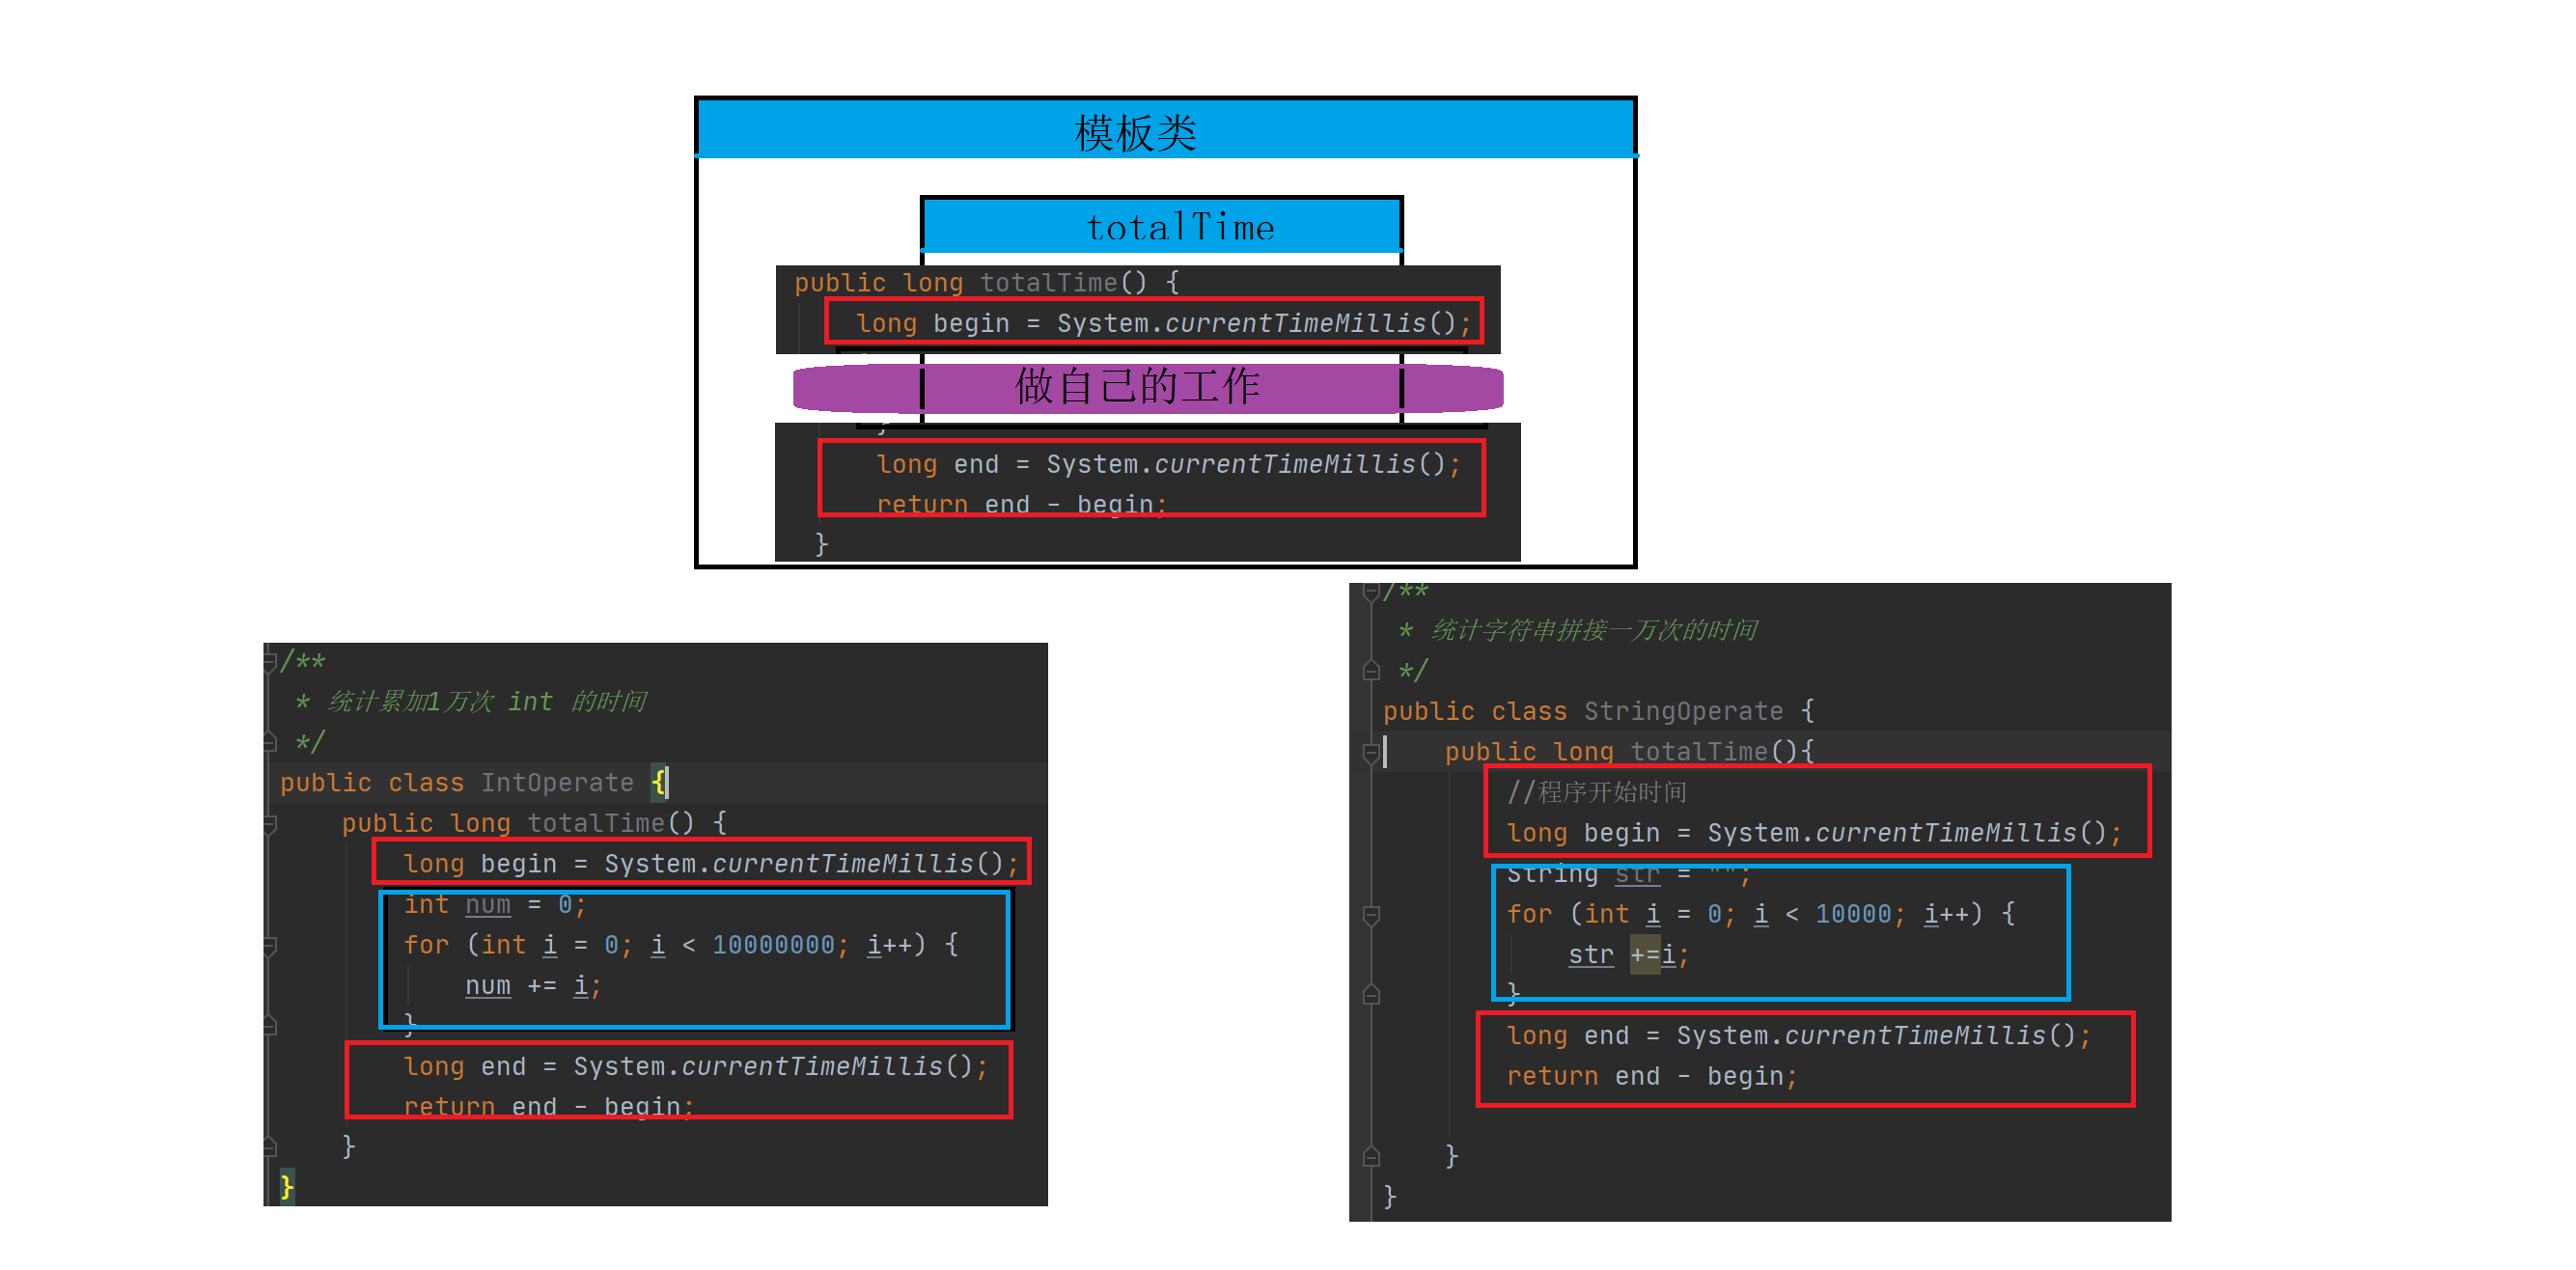 模板类
totalTime
public long totalTime() {
long begin = System.currentTimeMillis();
做自己的工作
}
long end = System.currentTimeMillis();
return end - begin;
}
/**
* 统计累加1万次 int 的时间
*/
public class IntOperate {
public long totalTime() {
long begin = System.currentTimeMillis();
int num = 0;
for (int i = 0; i < 10000000; i++) {
num += i;
}
long end = System.currentTimeMillis();
return end - begin;
}
}
/**
* 统计字符串拼接一万次的时间
*/
public class StringOperate {
public long totalTime(){
//程序开始时间
long begin = System.currentTimeMillis();
String str = "";
for (int i = 0; i < 10000; i++) {
str +=i;
}
long end = System.currentTimeMillis();
return end - begin;
}
}